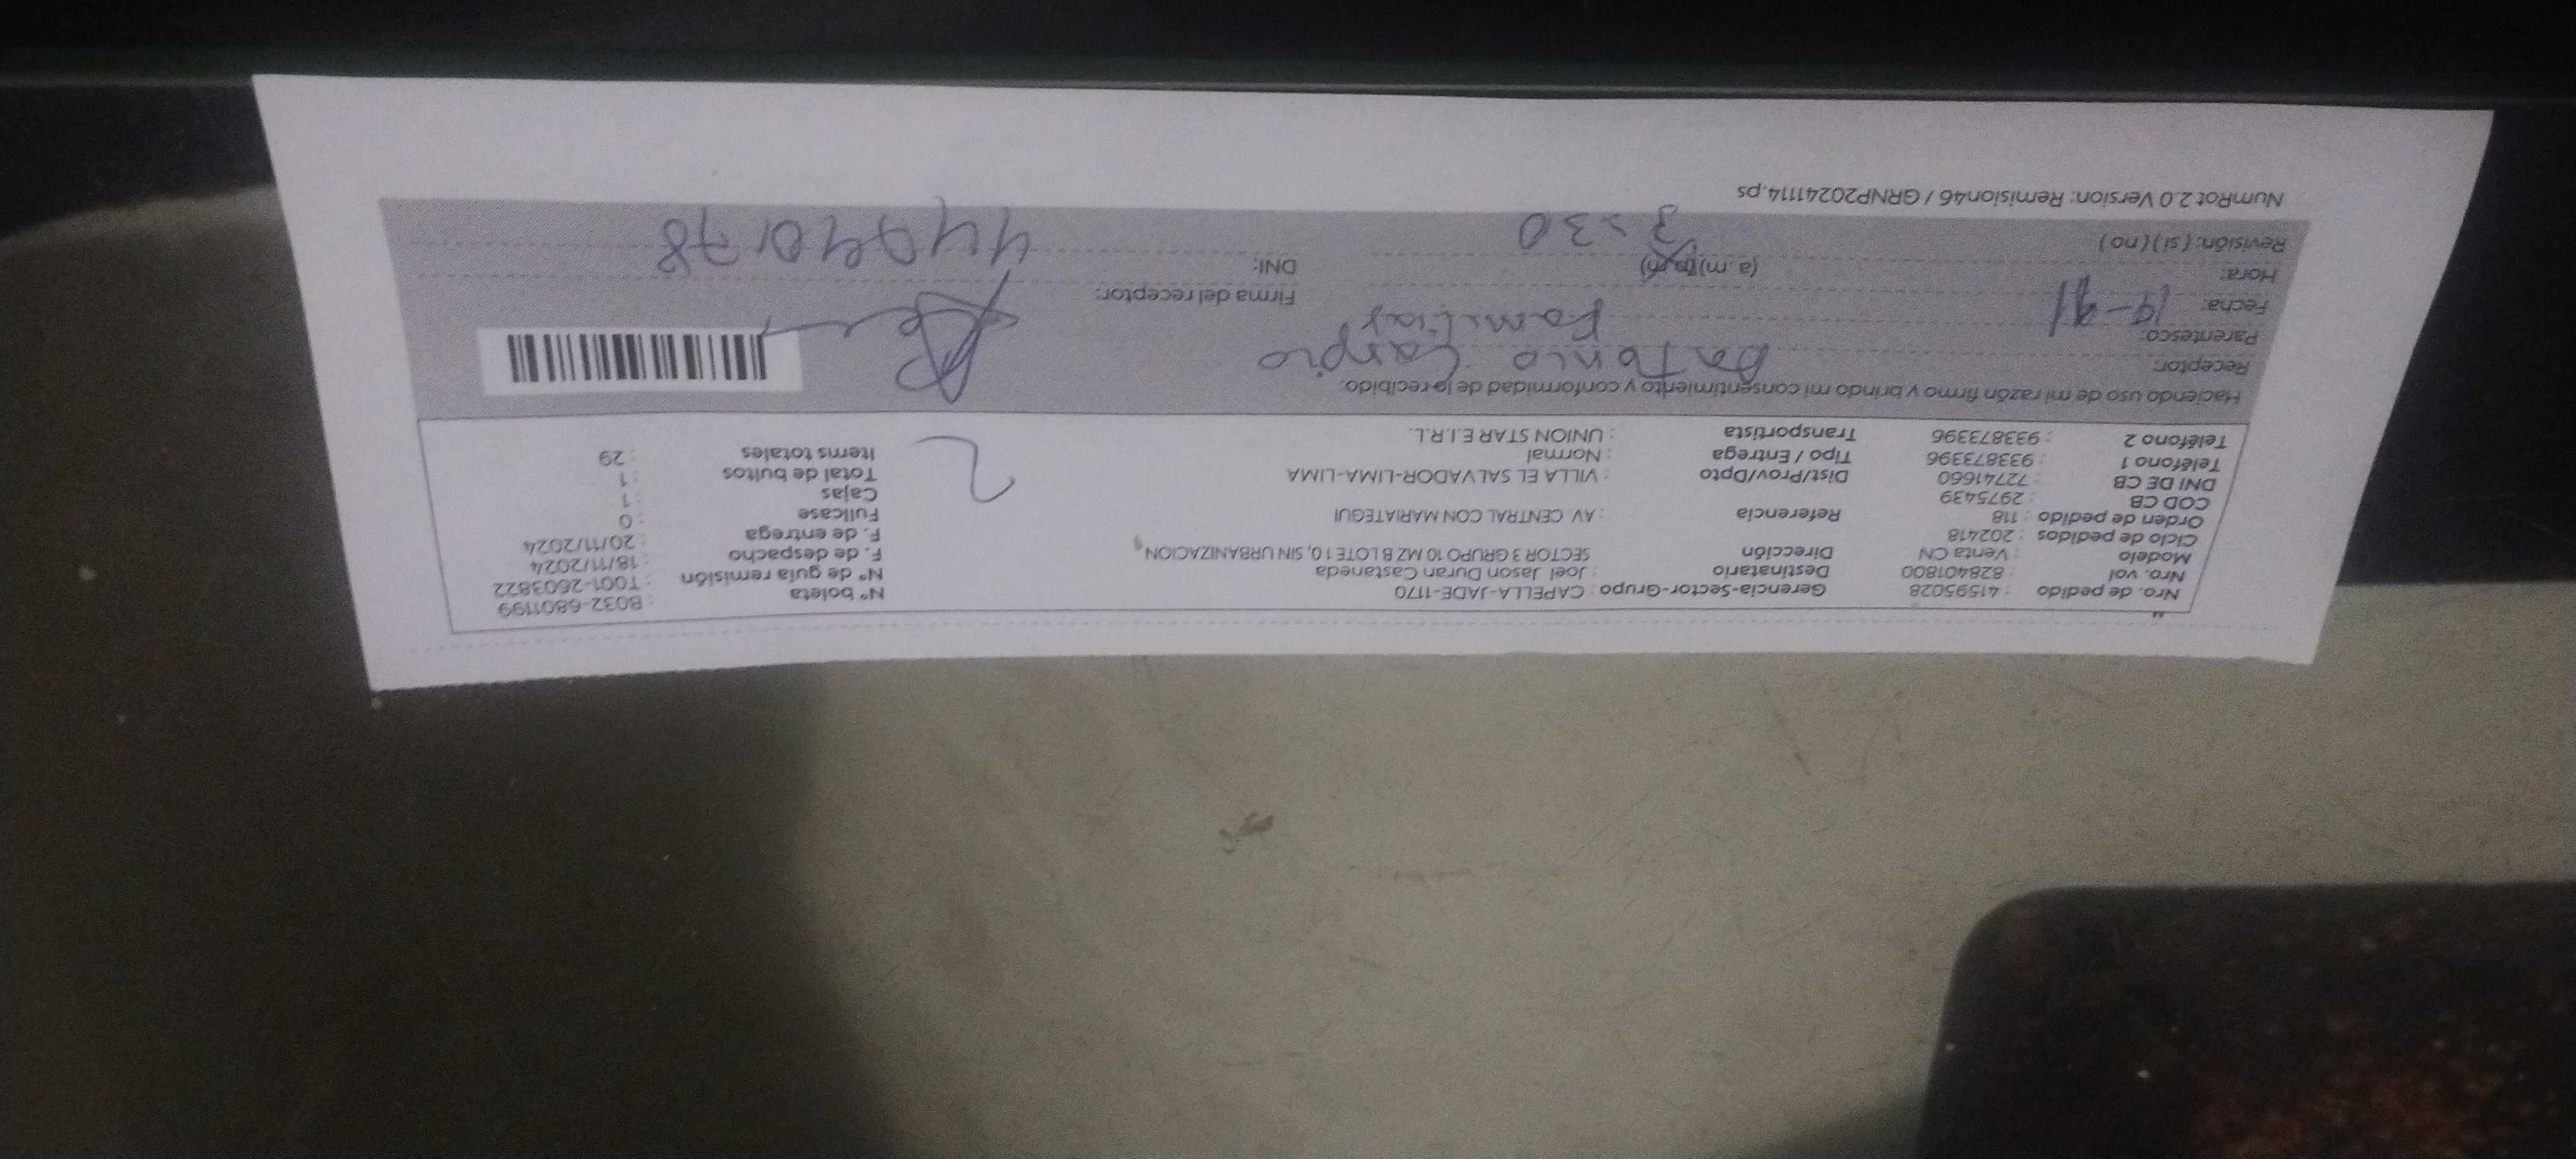 Nro. de pedido : 41595028 Gerencia-Sector-Grupo : CAPELLA-JADE-1170 N° boleta : B032-6801199
Nro. vol : 828401800 Destinatario : Joel Jason Duran Castaneda N° de guía remisión : T001-2603822
Modelo : Venta CN Dirección SECTOR 3 GRUPO 10 MZ B LOTE 10, SIN URBANIZACION F. de despacho : 18/11/2024
Ciclo de pedidos : 202418 F. de entrega : 20/11/2024
Orden de pedido : 118 Referencia : AV. CENTRAL CON MARIATEGUI Fullcase : 0
COD CB : 2975439 Cajas : 1
DNI DE CB : 72741660 Dist/Prov/Dpto : VILLA EL SALVADOR-LIMA-LIMA Total de bultos : 1
Teléfono 1 : 933873396 Tipo / Entrega : Normal Items totales : 29
Teléfono 2 : 933873396 Transportista : UNION STAR E.I.R.L.
2
Haciendo uso de mi razón firmo y brindo mi consentimiento y conformidad de lo recibido.
Receptor: Antonio Carpio
Parentesco: Familiar
Fecha: 19-11 Firma del receptor:
Hora: (a m) (p m) 3:30 DNI:
Revisión: ( si ) ( no )
NumRot 2.0 Version: Remision46 / GRNP20241114.ps